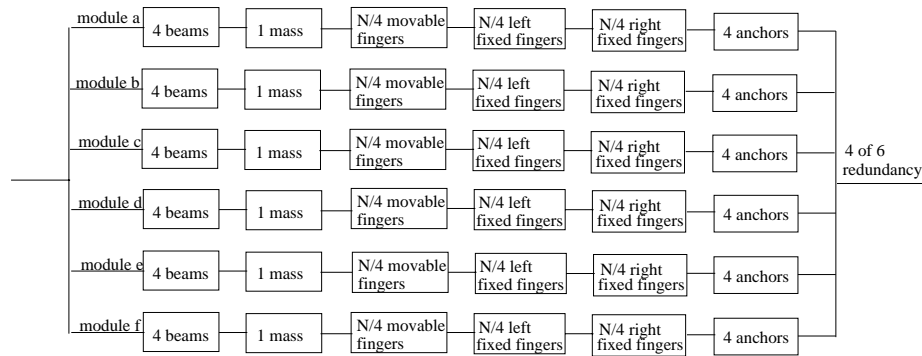 module a
4 beams
1 mass
N/4 movable
fingers
N/4 left
fixed fingers
N/4 right
fixed fingers
4 anchors
module b
4 beams
1 mass
N/4 movable
fingers
N/4 left
fixed fingers
N/4 right
fixed fingers
4 anchors
module c
4 beams
1 mass
N/4 movable
fingers
N/4 left
fixed fingers
N/4 right
fixed fingers
4 anchors
4 of 6
redundancy
module d
4 beams
1 mass
N/4 movable
fingers
N/4 left
fixed fingers
N/4 right
fixed fingers
4 anchors
module e
4 beams
1 mass
N/4 movable
fingers
N/4 left
fixed fingers
N/4 right
fixed fingers
4 anchors
module f
4 beams
1 mass
N/4 movable
fingers
N/4 left
fixed fingers
N/4 right
fixed fingers
4 anchors